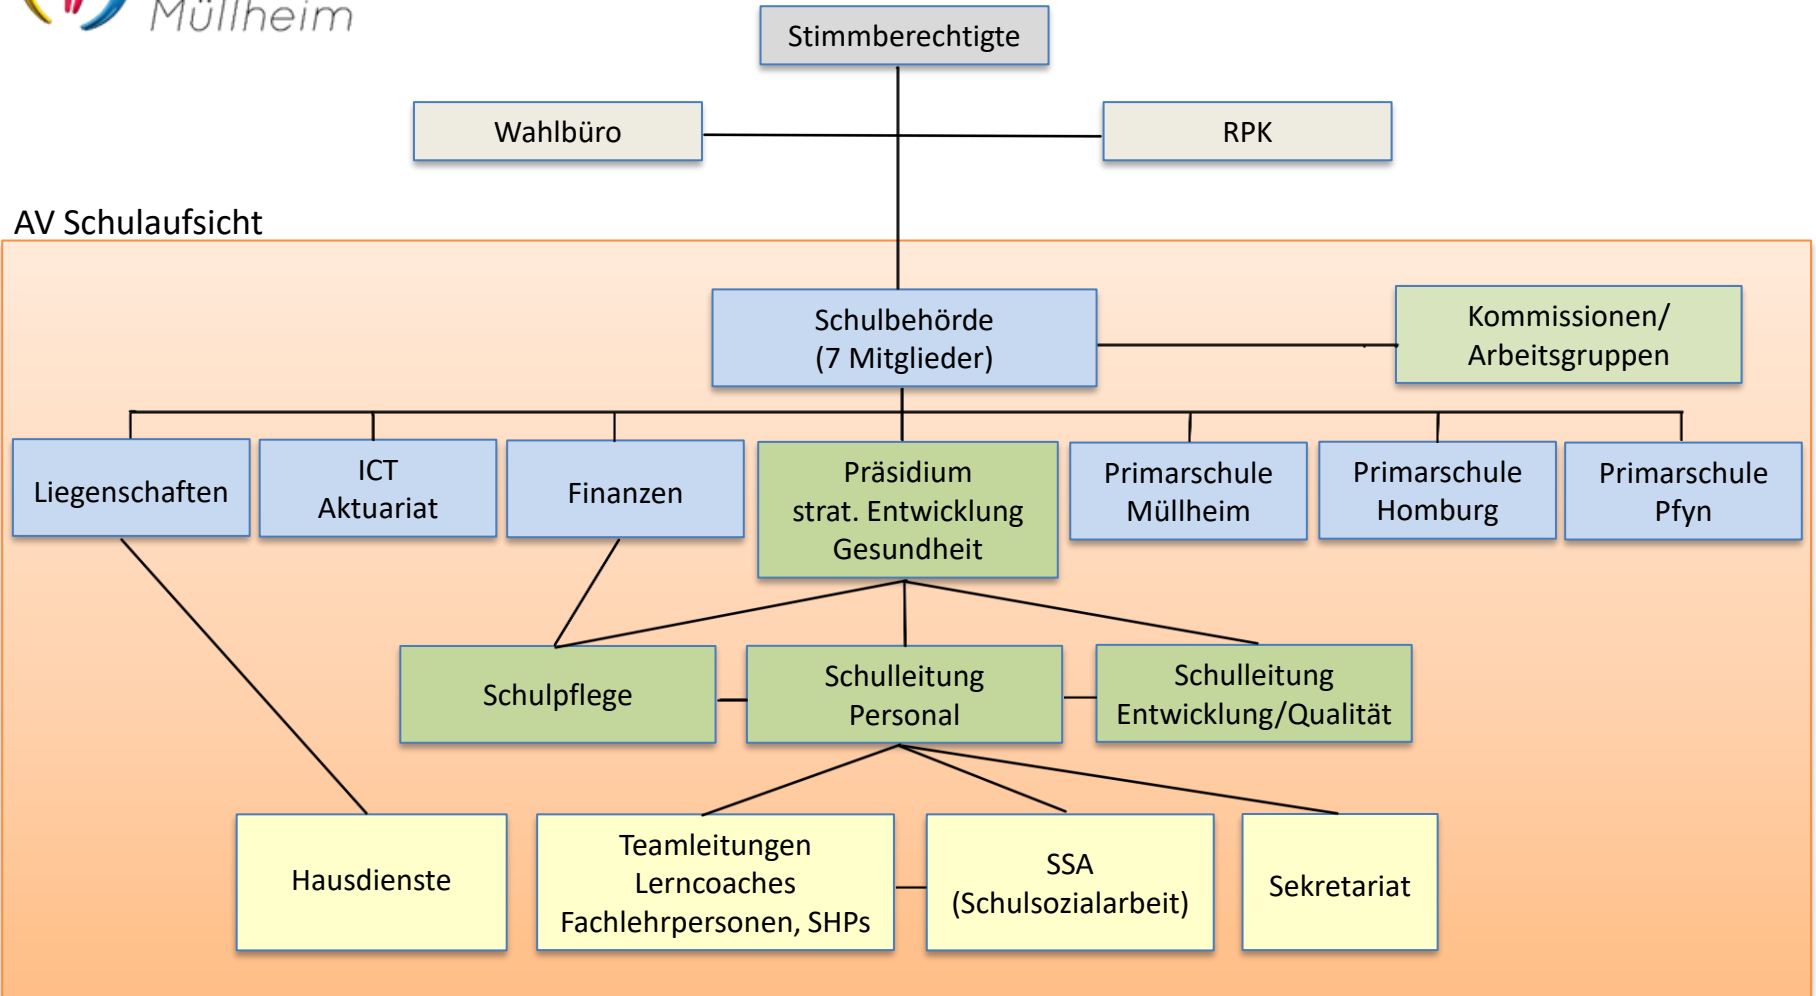 Müllheim
Stimmberechtigte
Wahlbüro
RPK
AV Schulaufsicht
Schulbehörde
(7 Mitglieder)
Kommissionen/
Arbeitsgruppen
Liegenschaften
ICT
Aktuariat
Finanzen
Präsidium
strat. Entwicklung
Gesundheit
Primarschule
Müllheim
Primarschule
Homburg
Primarschule
Pfyn
Schulpflege
Schulleitung
Personal
Schulleitung
Entwicklung/Qualität
Hausdienste
Teamleitungen
Lerncoaches
Fachlehrpersonen, SHPs
SSA
(Schulsozialarbeit)
Sekretariat